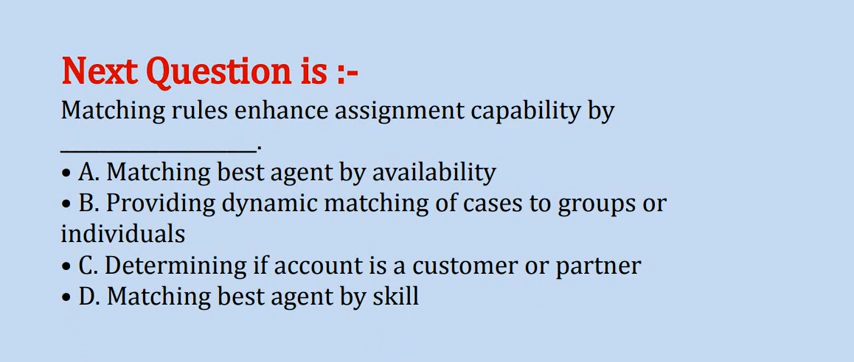 Next Question is :-
Matching rules enhance assignment capability by
___________________.
• A. Matching best agent by availability
• B. Providing dynamic matching of cases to groups or
individuals
• C. Determining if account is a customer or partner
• D. Matching best agent by skill